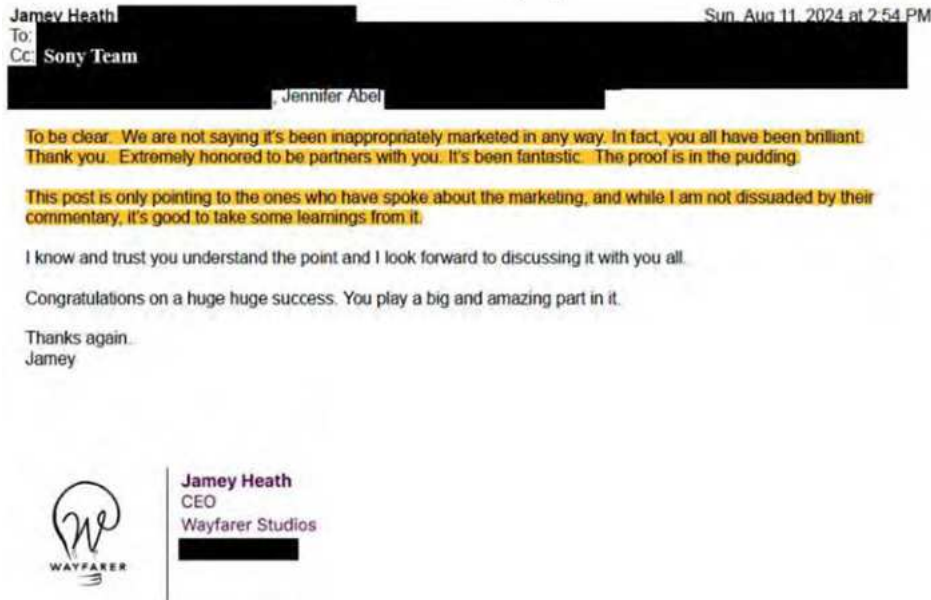 Jamey Heath
Sun, Aug 11, 2024 at 2:54 PM
To:
Cc: Sony Team
, Jennifer Abel
To be clear. We are not saying it's been inappropriately marketed in any way. In fact, you all have been brilliant.
Thank you. Extremely honored to be partners with you. It's been fantastic. The proof is in the pudding.
This post is only pointing to the ones who have spoke about the marketing, and while I am not dissuaded by their
commentary, it's good to take some learnings from it.
I know and trust you understand the point and I look forward to discussing it with you all.
Congratulations on a huge huge success. You play a big and amazing part in it.
Thanks again.
Jamey
We
WAYFARER
Jamey Heath
CEO
Wayfarer Studios